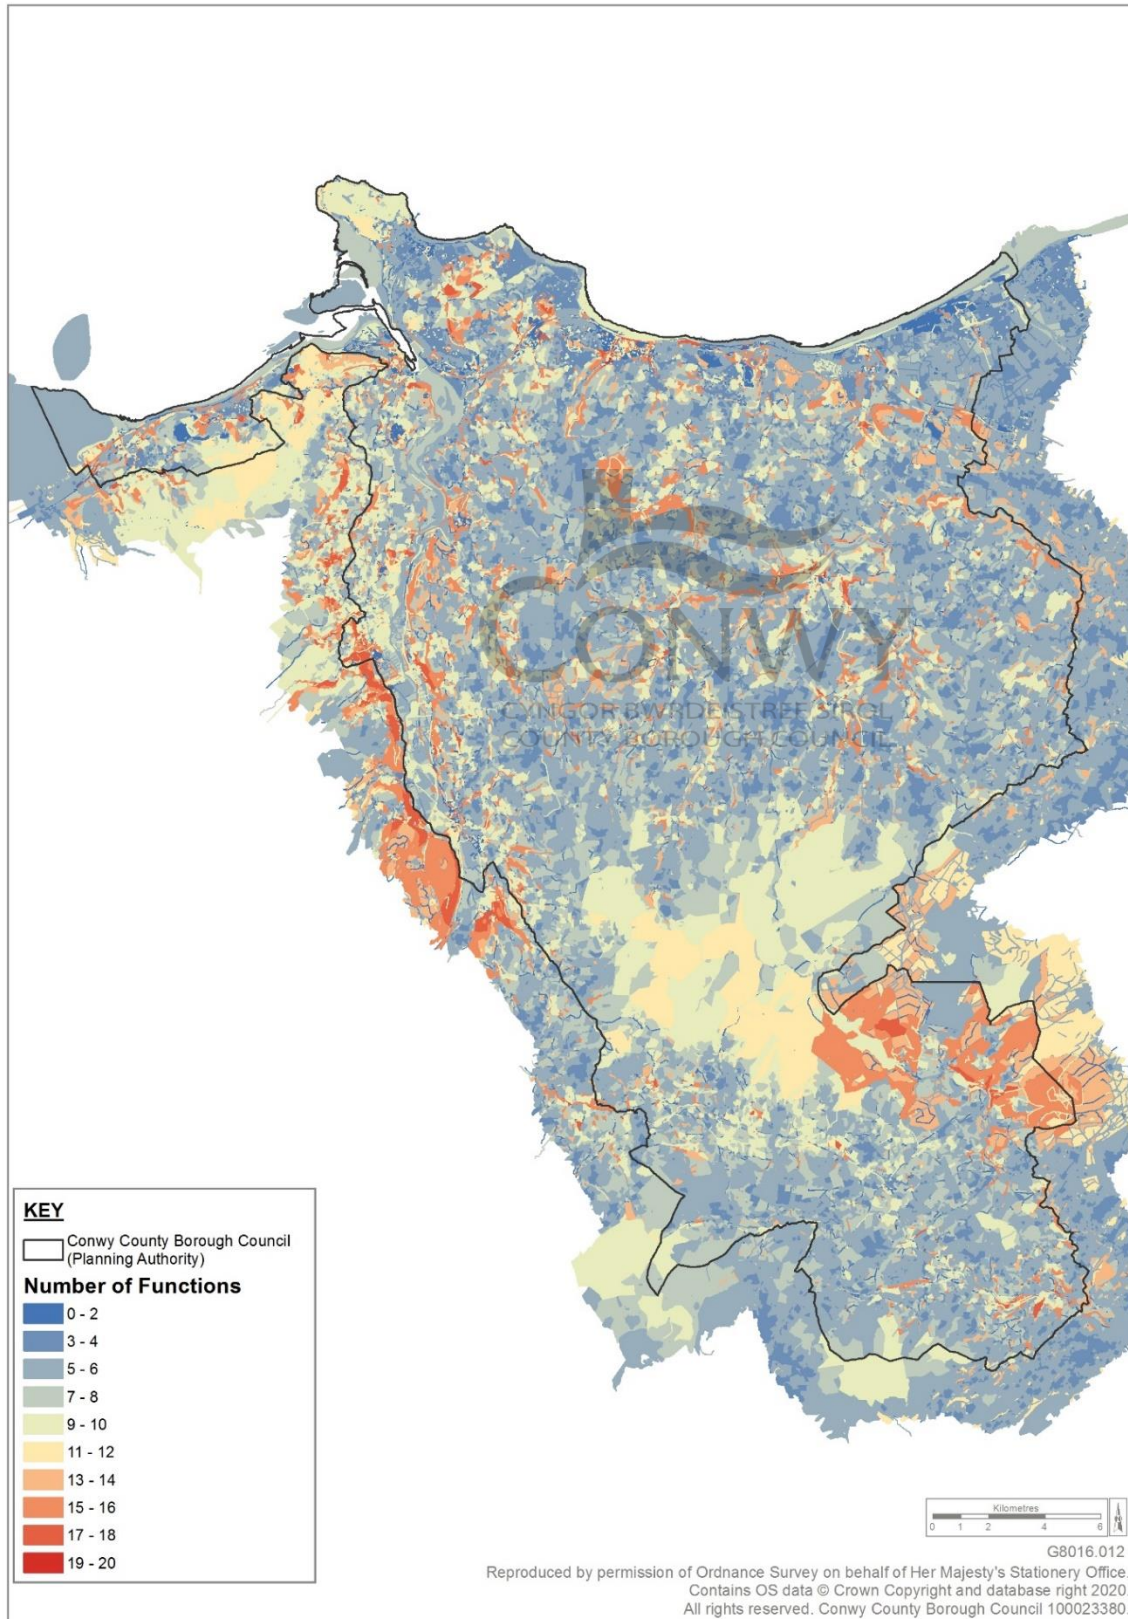 CONWY
CYNGOR BWRDEISTREF SIROL
COUNTY BOROUGH COUNCIL
KEY
Conwy County Borough Council
(Planning Authority)
Number of Functions
0 - 2
3 - 4
5 - 6
7 - 8
9 - 10
11 - 12
13 - 14
15 - 16
17 - 18
19 - 20
Kilometres
0 1 2 4 6
G8016.012
Reproduced by permission of Ordnance Survey on behalf of Her Majesty's Stationery Office.
Contains OS data © Crown Copyright and database right 2020.
All rights reserved. Conwy County Borough Council 100023380.